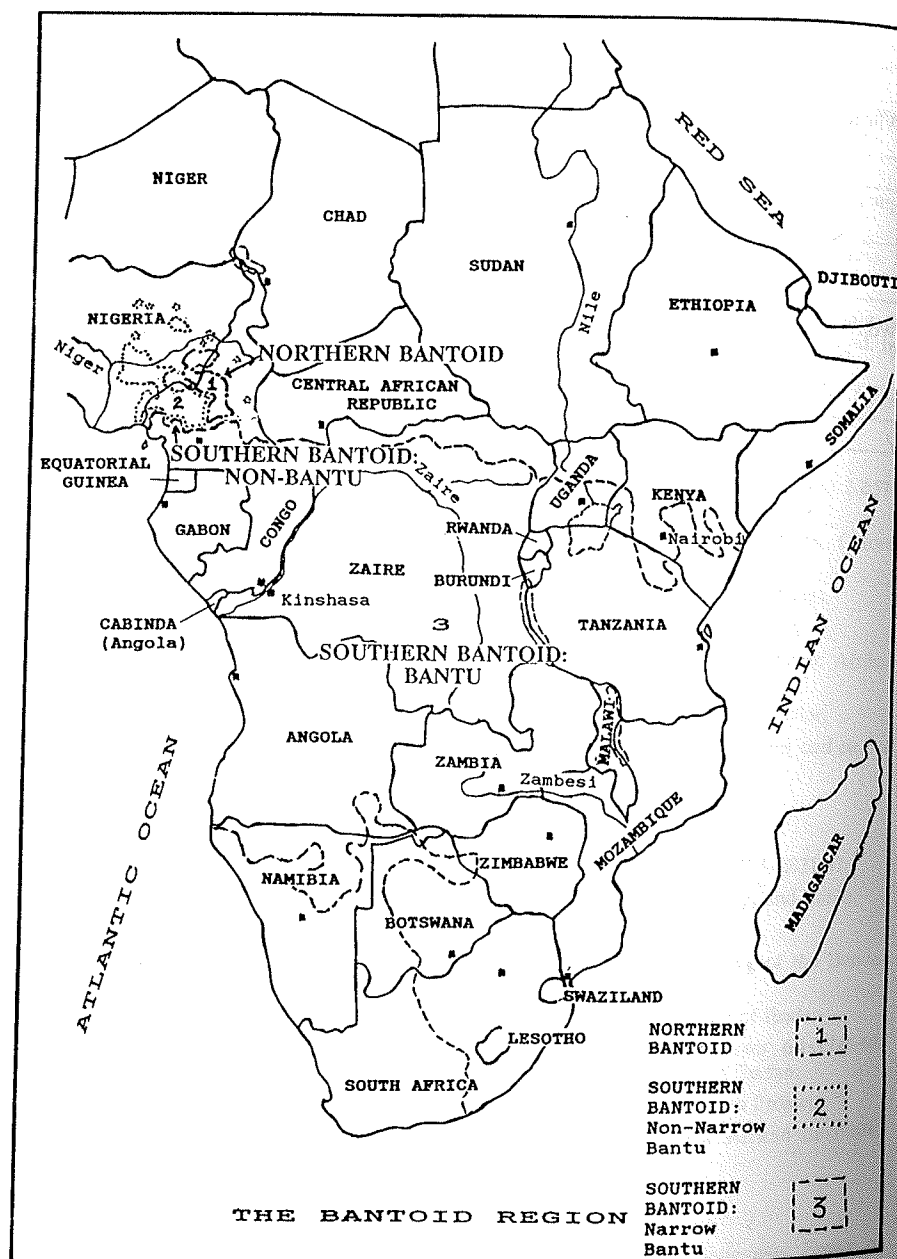 RED SEA
NIGER
CHAD
SUDAN
DJIBOUTI
NIGERIA
ETHIOPIA
Nile
Niger
NORTHERN BANTOID
1
CENTRAL AFRICAN
REPUBLIC
2
SOMALIA
SOUTHERN BANTOID:
NON-BANTU
EQUATORIAL
GUINEA
Zaire
UGANDA
KENYA
GABON
CONGO
RWANDA
Nairobi
ZAIRE
BURUNDI
Kinshasa
CABINDA
(Angola)
3
TANZANIA
SOUTHERN BANTOID:
BANTU
INDIAN OCEAN
ANGOLA
MALAWI
ZAMBIA
Zambesi
ATLANTIC OCEAN
MOZAMBIQUE
ZIMBABWE
NAMIBIA
MADAGASCAR
BOTSWANA
SWAZILAND
LESOTHO
SOUTH AFRICA
NORTHERN
BANTOID
1
SOUTHERN
BANTOID:
Non-Narrow
Bantu
2
SOUTHERN
BANTOID:
Narrow
Bantu
3
THE BANTOID REGION